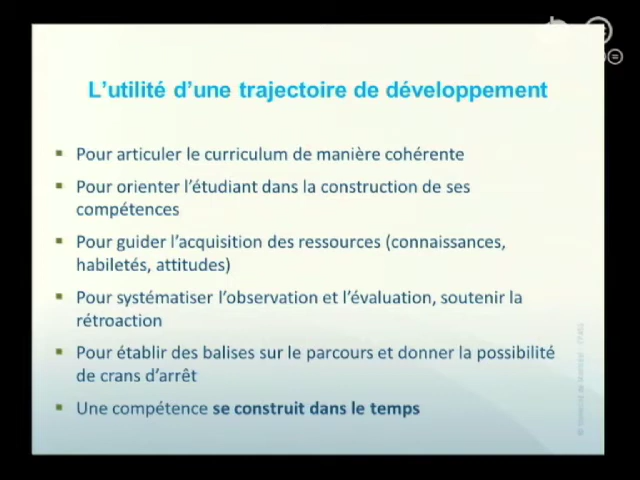 L'utilité d'une trajectoire de développement
▪ Pour articuler le curriculum de manière cohérente
▪ Pour orienter l'étudiant dans la construction de ses
compétences
▪ Pour guider l'acquisition des ressources (connaissances,
habiletés, attitudes)
▪ Pour systématiser l'observation et l'évaluation, soutenir la
rétroaction
▪ Pour établir des balises sur le parcours et donner la possibilité
de crans d'arrêt
▪ Une compétence se construit dans le temps